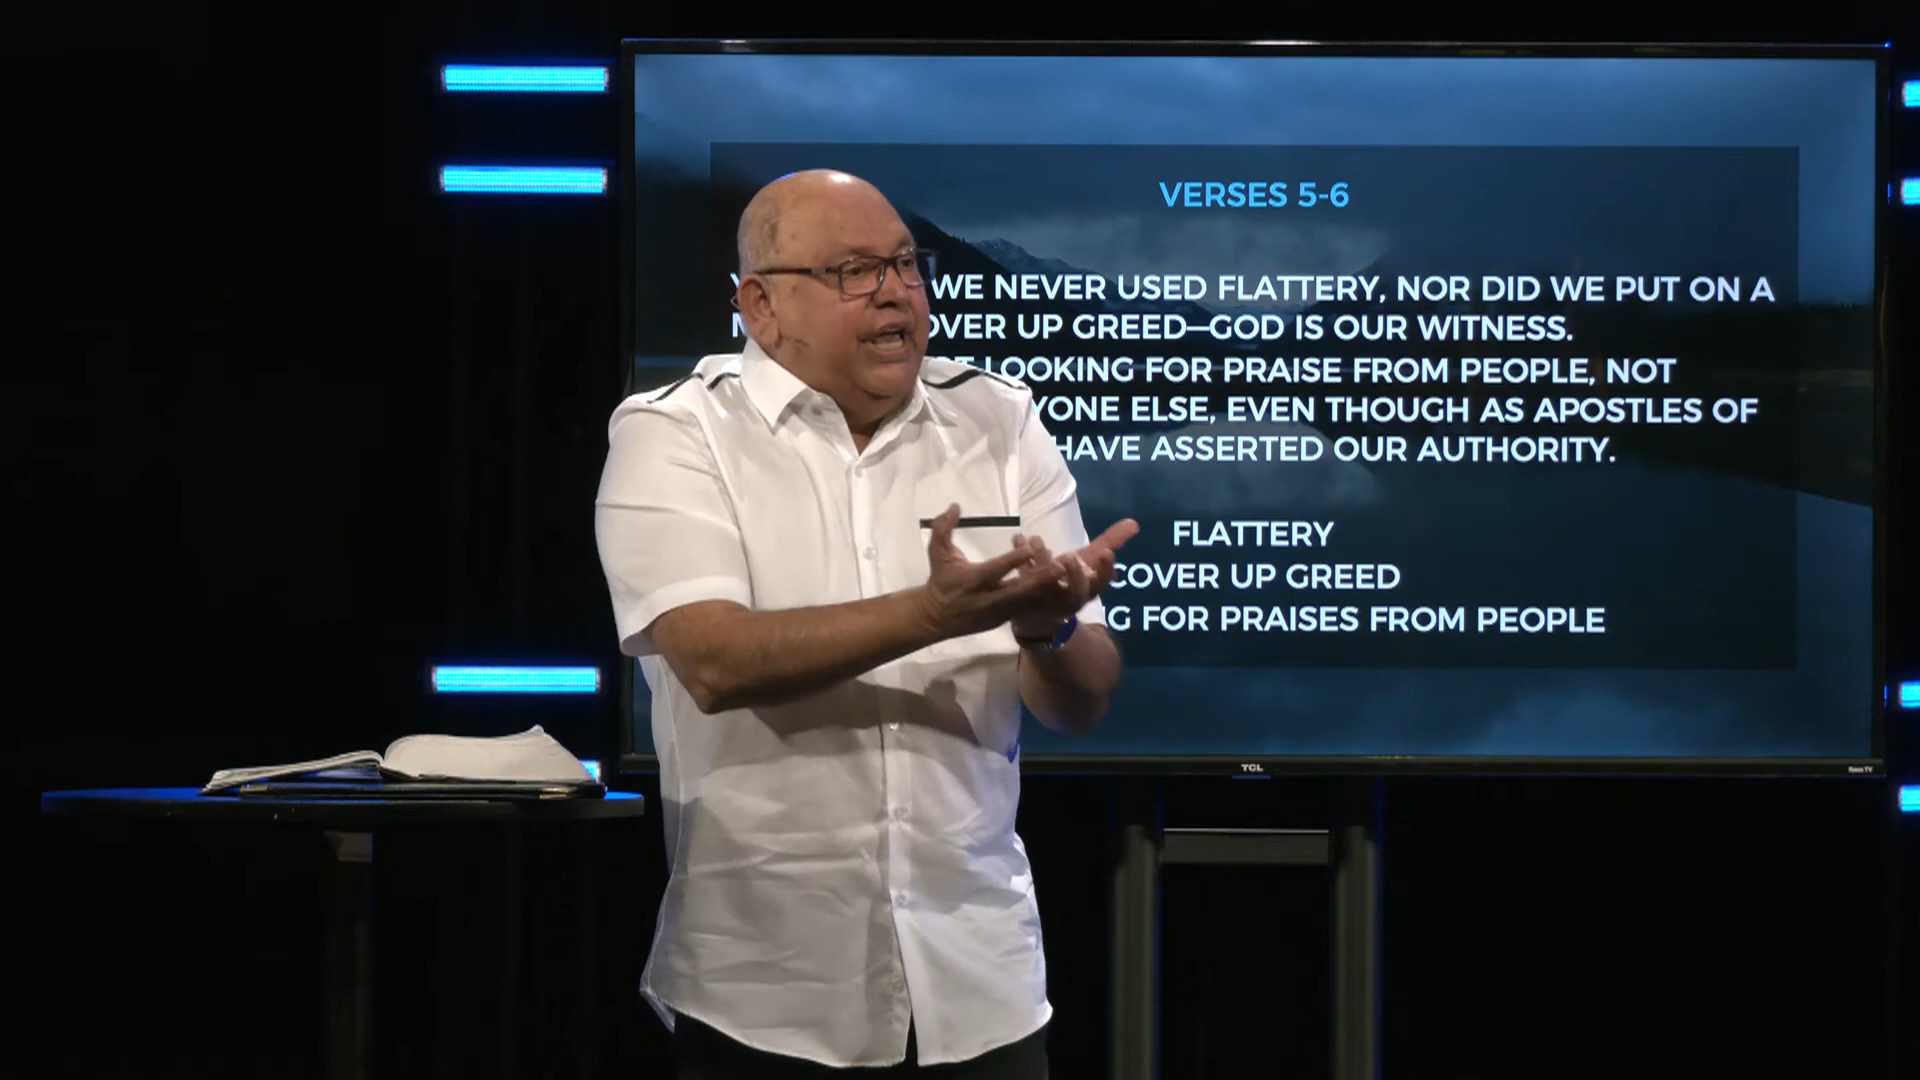 VERSES 5-6
WE NEVER USED FLATTERY, NOR DID WE PUT ON A
OVER UP GREED—GOD IS OUR WITNESS.
LOOKING FOR PRAISE FROM PEOPLE, NOT
YONE ELSE, EVEN THOUGH AS APOSTLES OF
HAVE ASSERTED OUR AUTHORITY.
FLATTERY
COVER UP GREED
G FOR PRAISES FROM PEOPLE
TCL
Roku TV